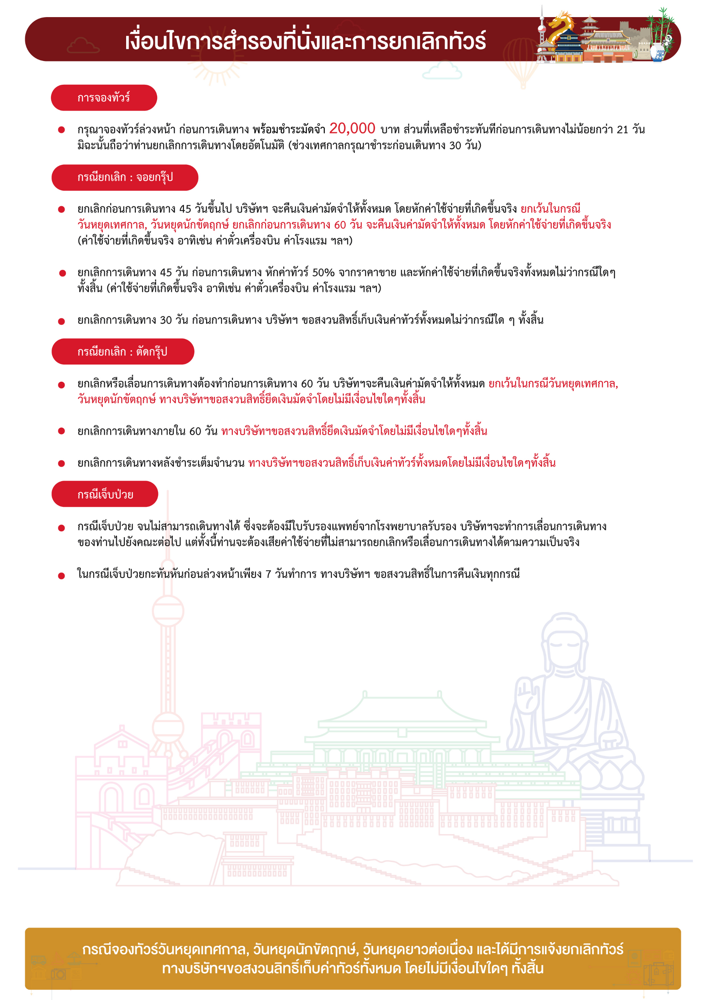 เงื่อนไขการสำรองที่นั่งและการยกเลิกทัวร์
การจองทัวร์
กรุณาจองทัวร์ล่วงหน้า ก่อนการเดินทาง พร้อมชำระมัดจำ 20,000 บาท ส่วนที่เหลือชำระทันทีก่อนการเดินทางไม่น้อยกว่า 21 วัน
มิฉะนั้นถือว่าท่านยกเลิกการเดินทางโดยอัตโนมัติ (ช่วงเทศกาลกรุณาชำระก่อนเดินทาง 30 วัน)
กรณียกเลิก : จอยกรุ๊ป
ยกเลิกก่อนการเดินทาง 45 วันขึ้นไป บริษัทฯ จะคืนเงินค่ามัดจำให้ทั้งหมด โดยหักค่าใช้จ่ายที่เกิดขึ้นจริง ยกเว้นในกรณี
วันหยุดเทศกาล, วันหยุดนักขัตฤกษ์ ยกเลิกก่อนการเดินทาง 60 วัน จะคืนเงินค่ามัดจำให้ทั้งหมด โดยหักค่าใช้จ่ายที่เกิดขึ้นจริง
(ค่าใช้จ่ายที่เกิดขึ้นจริง อาทิเช่น ค่าตั๋วเครื่องบิน ค่าโรงแรม ฯลฯ)
ยกเลิกการเดินทาง 45 วัน ก่อนการเดินทาง หักค่าทัวร์ 50% จากราคาขาย และหักค่าใช้จ่ายที่เกิดขึ้นจริงทั้งหมดไม่ว่ากรณีใดๆ
ทั้งสิ้น (ค่าใช้จ่ายที่เกิดขึ้นจริง อาทิเช่น ค่าตั๋วเครื่องบิน ค่าโรงแรม ฯลฯ)
ยกเลิกการเดินทาง 30 วัน ก่อนการเดินทาง บริษัทฯ ขอสงวนสิทธิ์เก็บเงินค่าทัวร์ทั้งหมดไม่ว่ากรณีใด ๆ ทั้งสิ้น
กรณียกเลิก : ตัดกรุ๊ป
ยกเลิกหรือเลื่อนการเดินทางต้องทำก่อนการเดินทาง 60 วัน บริษัทฯจะคืนเงินค่ามัดจำให้ทั้งหมด ยกเว้นในกรณีวันหยุดเทศกาล,
วันหยุดนักขัตฤกษ์ ทางบริษัทฯขอสงวนสิทธิ์ยึดเงินมัดจำโดยไม่มีเงื่อนไขใดๆทั้งสิ้น
ยกเลิกการเดินทางภายใน 60 วัน ทางบริษัทฯขอสงวนสิทธิ์ยึดเงินมัดจำโดยไม่มีเงื่อนไขใดๆทั้งสิ้น
ยกเลิกการเดินทางหลังชำระเต็มจำนวน ทางบริษัทฯขอสงวนสิทธิ์เก็บเงินค่าทัวร์ทั้งหมดโดยไม่มีเงื่อนไขใดๆทั้งสิ้น
กรณีเจ็บป่วย
กรณีเจ็บป่วย จนไม่สามารถเดินทางได้ ซึ่งจะต้องมีใบรับรองแพทย์จากโรงพยาบาลรับรอง บริษัทฯจะทำการเลื่อนการเดินทาง
ของท่านไปยังคณะต่อไป แต่ทั้งนี้ท่านจะต้องเสียค่าใช้จ่ายที่ไม่สามารถยกเลิกหรือเลื่อนการเดินทางได้ตามความเป็นจริง
ในกรณีเจ็บป่วยกะทันหันก่อนล่วงหน้าเพียง 7 วันทำการ ทางบริษัทฯ ขอสงวนสิทธิ์ในการคืนเงินทุกกรณี
กรณีจองทัวร์วันหยุดเทศกาล, วันหยุดนักขัตฤกษ์, วันหยุดยาวต่อเนื่อง และได้มีการแจ้งยกเลิกทัวร์
ทางบริษัทฯขอสงวนลิทธิ์เก็บค่าทัวร์ทั้งหมด โดยไม่มีเงื่อนไขใดๆ ทั้งสิ้น